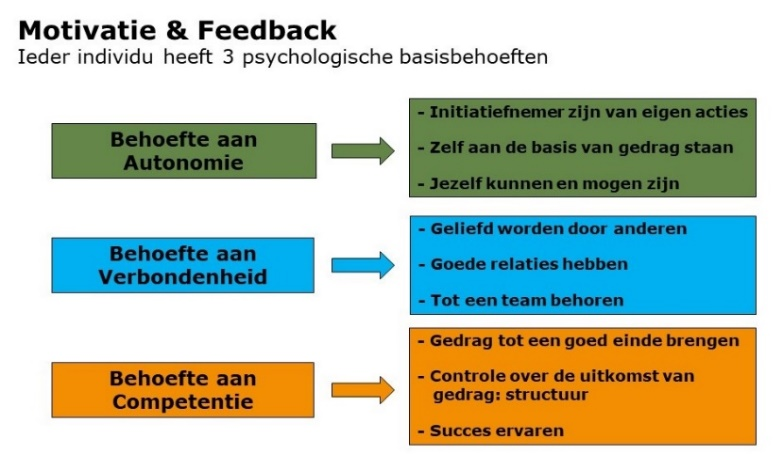 Motivatie & Feedback
Ieder individu heeft 3 psychologische basisbehoeften
Behoefte aan
Autonomie
- Initiatiefnemer zijn van eigen acties
- Zelf aan de basis van gedrag staan
- Jezelf kunnen en mogen zijn
Behoefte aan
Verbondenheid
- Geliefd worden door anderen
- Goede relaties hebben
- Tot een team behoren
Behoefte aan
Competentie
- Gedrag tot een goed einde brengen
- Controle over de uitkomst van
gedrag: structuur
- Succes ervaren